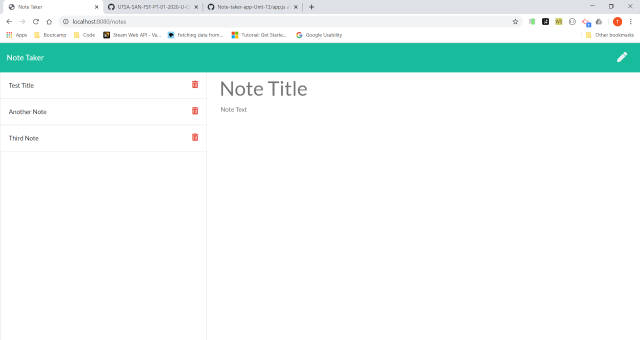 Note Taker
UTSA-SAN-FSF-PT-01-2020-U-C
Note-taker-app-Unit-12/app.js a
localhost:8080/notes
Apps
Bootcamp
Code
Steam Web API - Va...
Fetching data from...
Tutorial: Get Starte...
Google Usability
Other bookmarks
Note Taker
Test Title
Note Title
Note Text
Another Note
Third Note